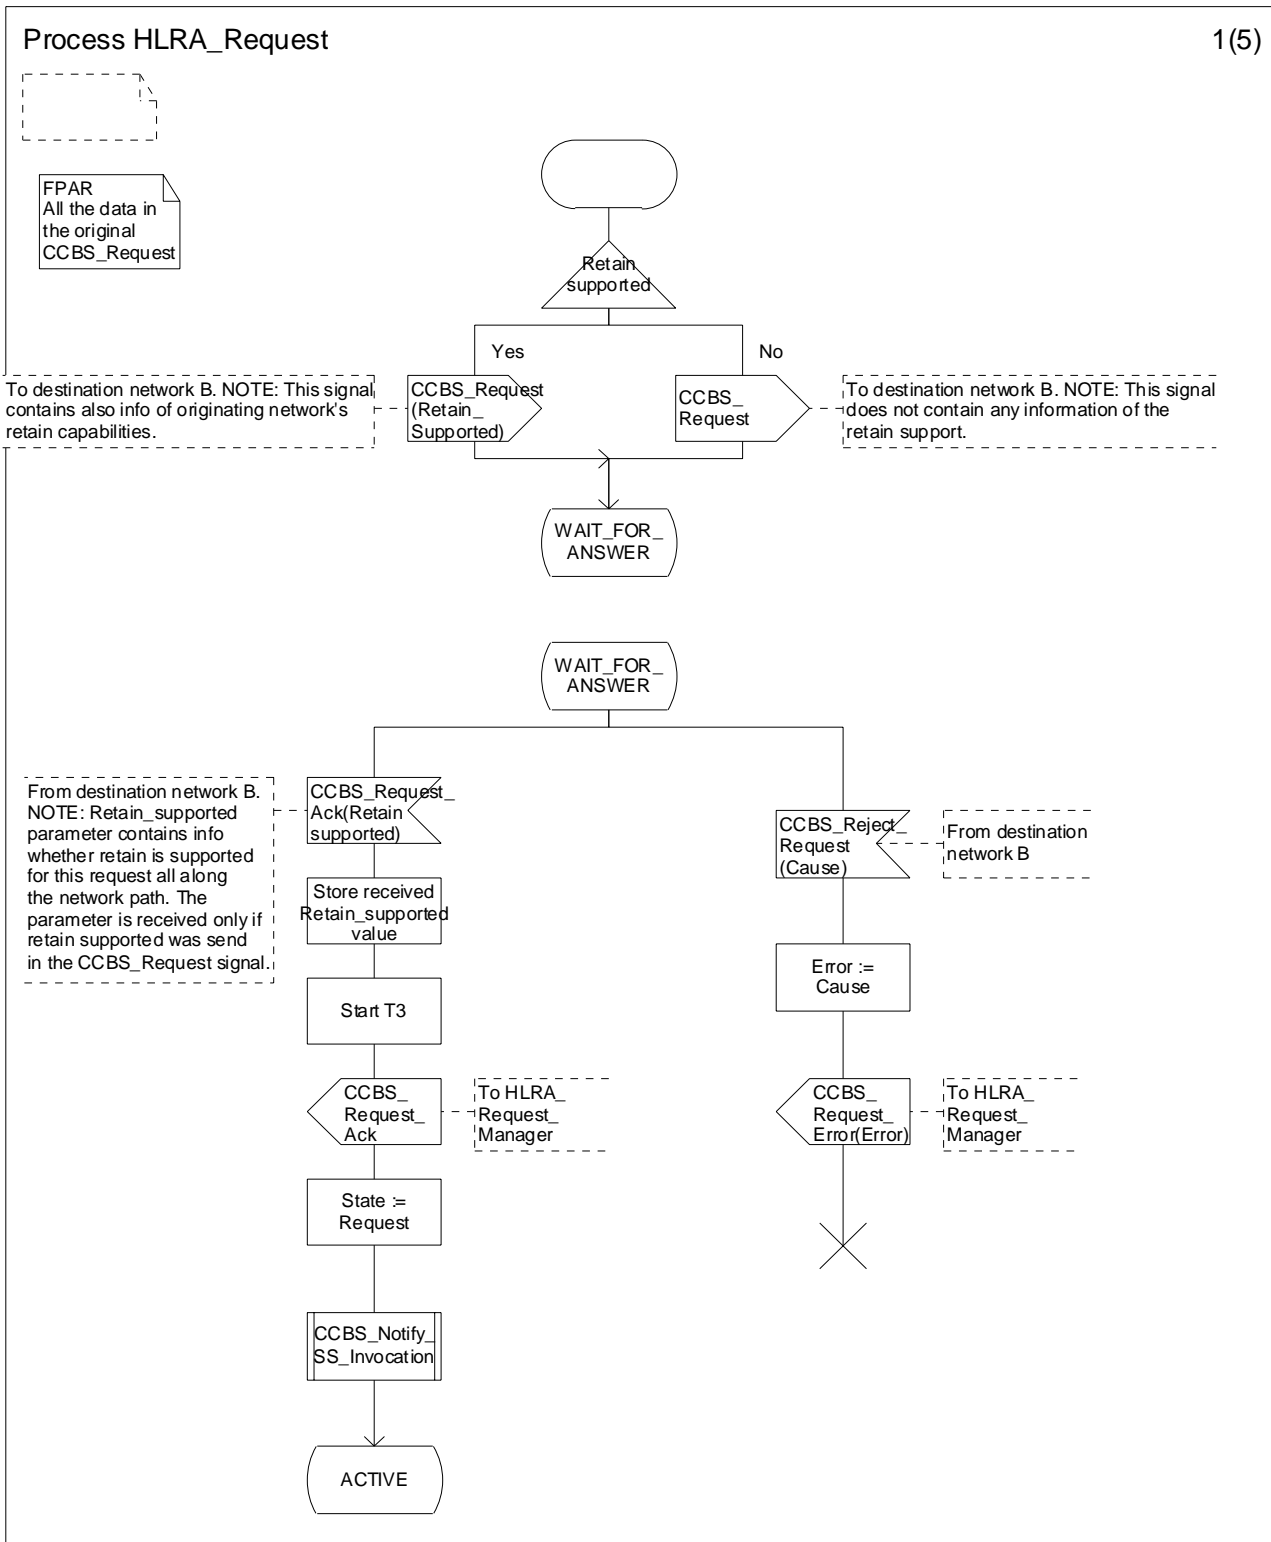 Process HLRA_Request
1(5)
FPAR
All the data in
the original
CCBS_Request
Retain
supported
Yes
No
To destination network B. NOTE: This signal
contains also info of originating network's
retain capabilities.
CCBS_Request
(Retain_
Supported)
CCBS_
Request
To destination network B. NOTE: This signal
does not contain any information of the
retain support.
WAIT_FOR_
ANSWER
WAIT_FOR_
ANSWER
From destination network B.
NOTE: Retain_supported
parameter contains info
whether retain is supported
for this request all along
the network path. The
parameter is received only if
retain supported was send
in the CCBS_Request signal.
CCBS_Request_
Ack(Retain
supported)
CCBS_Reject_
Request
(Cause)
From destination
network B
Store received
Retain_supported
value
Error :=
Cause
Start T3
CCBS_
Request_
Ack
To HLRA_
Request_
Manager
CCBS_
Request_
Error(Error)
To HLRA_
Request_
Manager
State :=
Request
CCBS_Notify_
SS_Invocation
ACTIVE